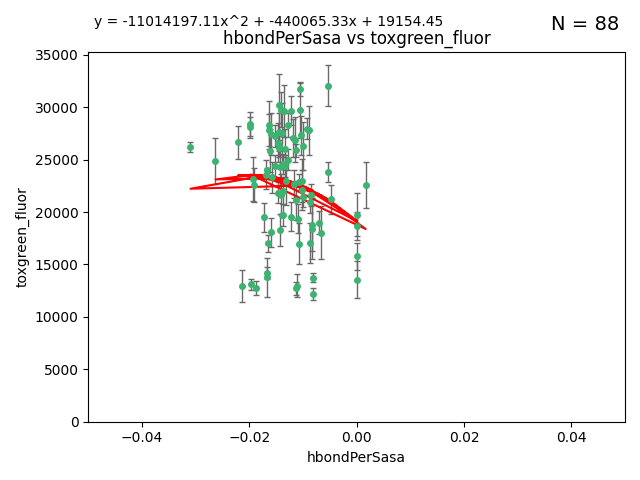 y = -11014197.11x^2 + -440065.33x + 19154.45
N = 88
hbondPerSasa vs toxgreen_fluor
35000
30000
25000
20000
15000
10000
5000
0
toxgreen_fluor
−0.04
−0.02
0.00
0.02
0.04
hbondPerSasa